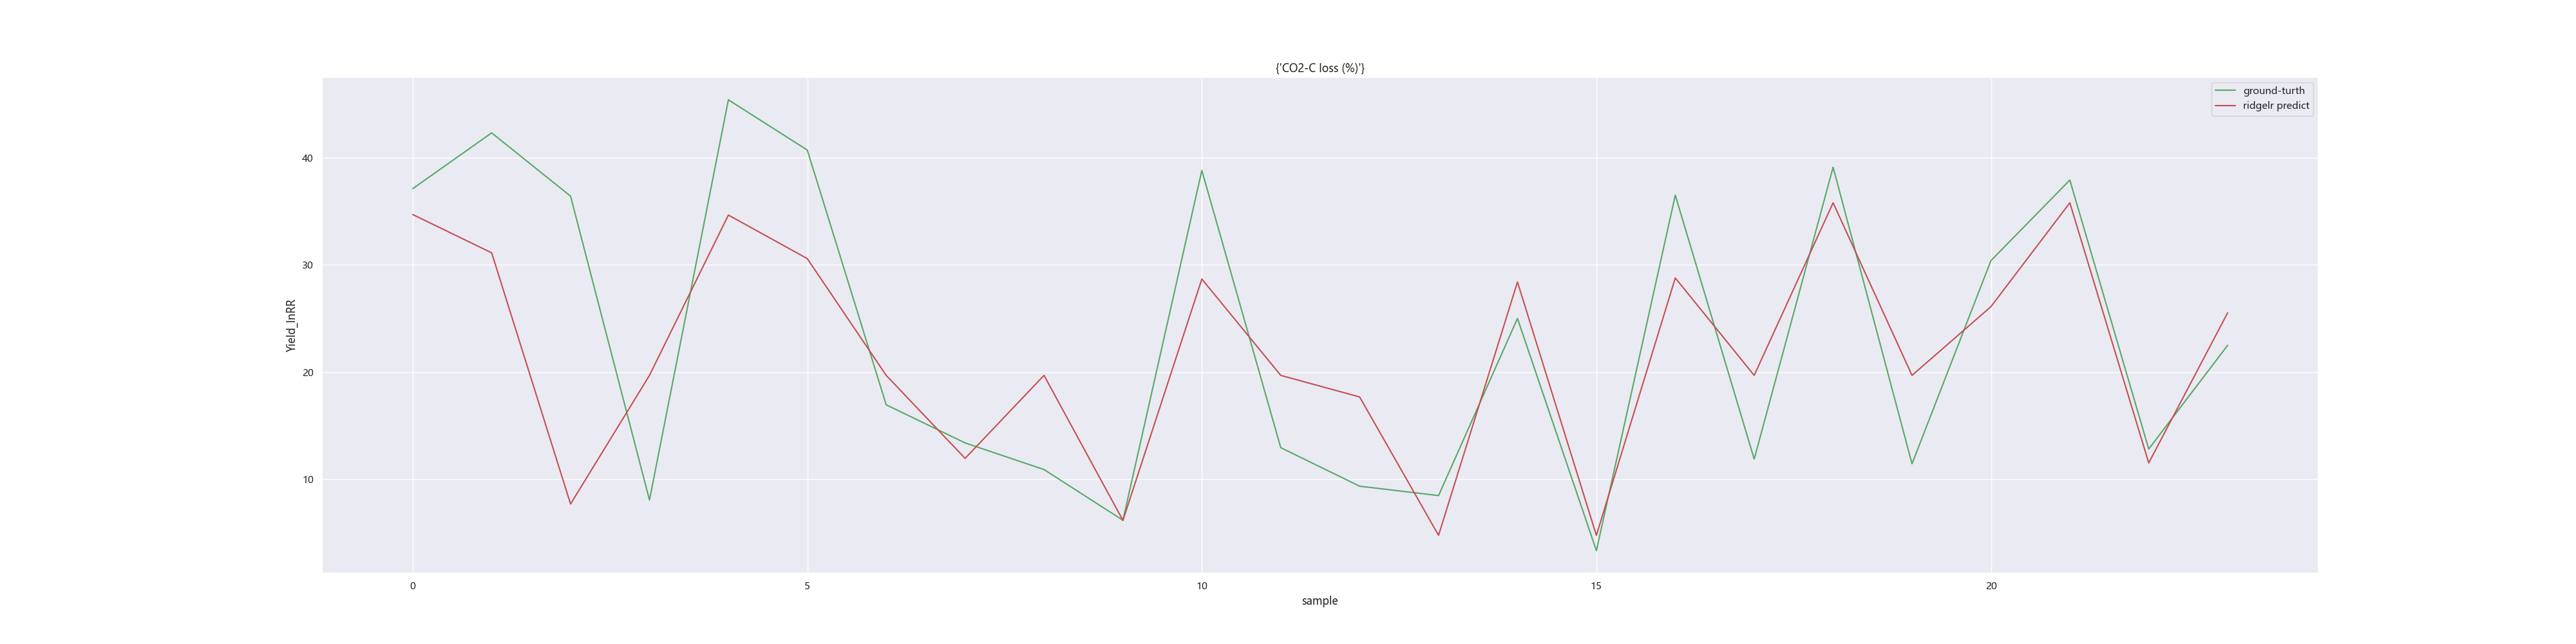 {'CO2-C loss (%)'}
ground-turth
ridgelr predict
40
30
20
10
Yield_lnRR
0
5
10
15
20
sample